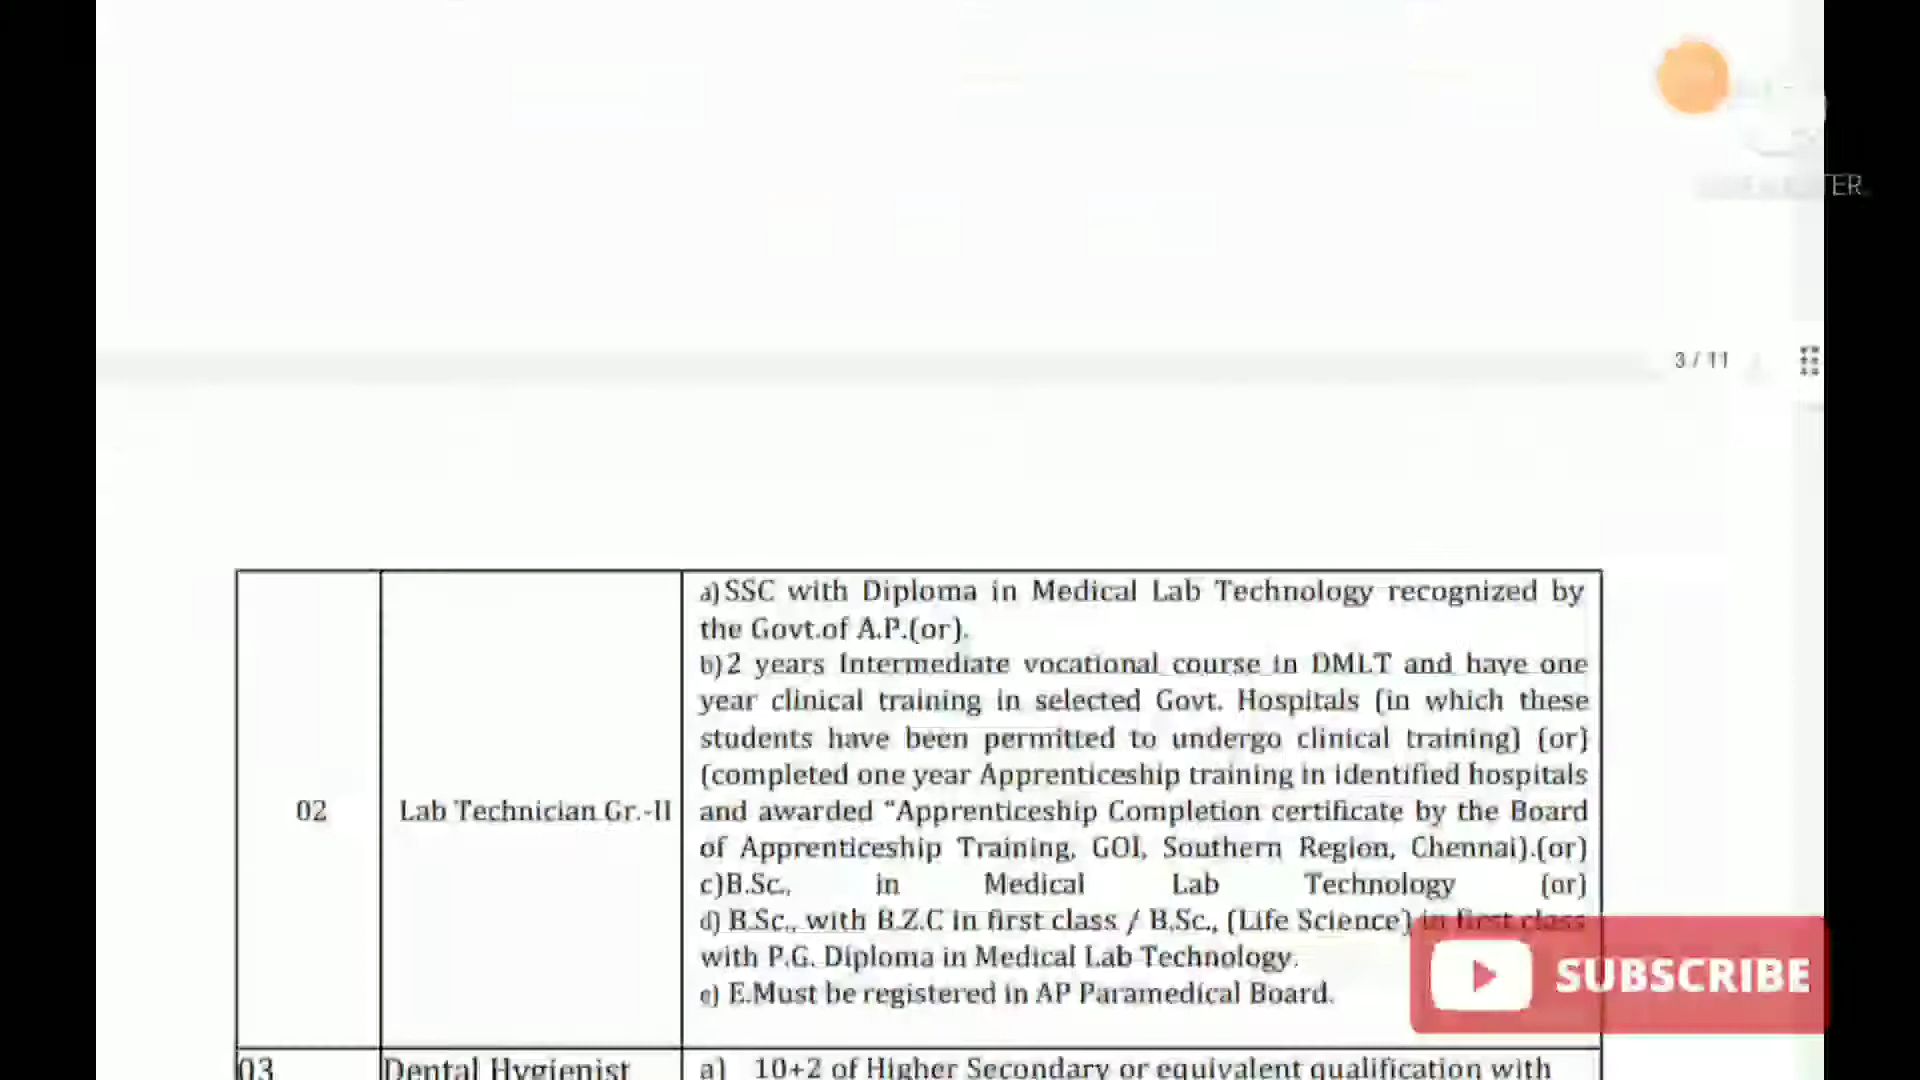 TER
3 / 11
a) SSC with Diploma in Medical Lab Technology recognized by
the Govt.of A.P.(or).
b) 2 years Intermediate vocational course in DMLT and have one
year clinical training in selected Govt. Hospitals (in which these
students have been permitted to undergo clinical training) (or)
(completed one year Apprenticeship training in identified hospitals
02 Lab Technician Gr.-II and awarded “Apprenticeship Completion certificate by the Board
of Apprenticeship Training, GOI, Southern Region, Chennai).(or)
c)B.Sc., in Medical Lab Technology (or)
d) B.Sc., with B.Z.C in first class / B.Sc., (Life Science) in first class
with P.G. Diploma in Medical Lab Technology.
e) E.Must be registered in AP Paramedical Board.
SUBSCRIBE
03 Dental Hygienist a) 10+2 of Higher Secondary or equivalent qualification with